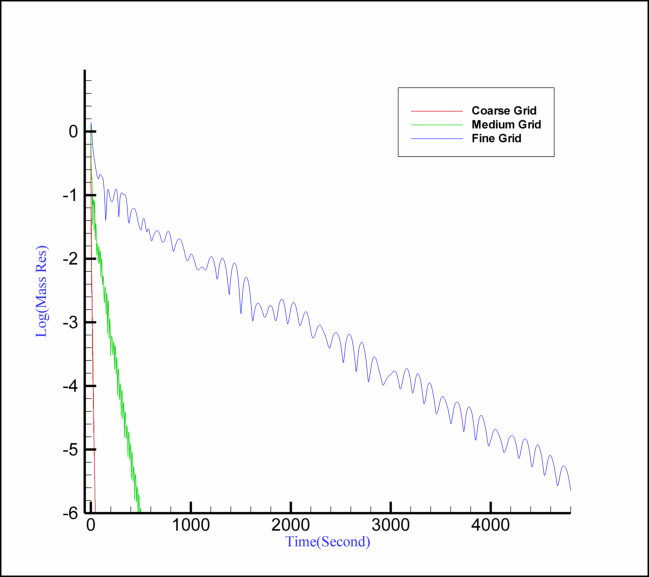 Coarse Grid
Medium Grid
Fine Grid
0
-1
-2
-3
-4
-5
-6
Log(Mass Res)
0 1000 2000 3000 4000
Time(Second)